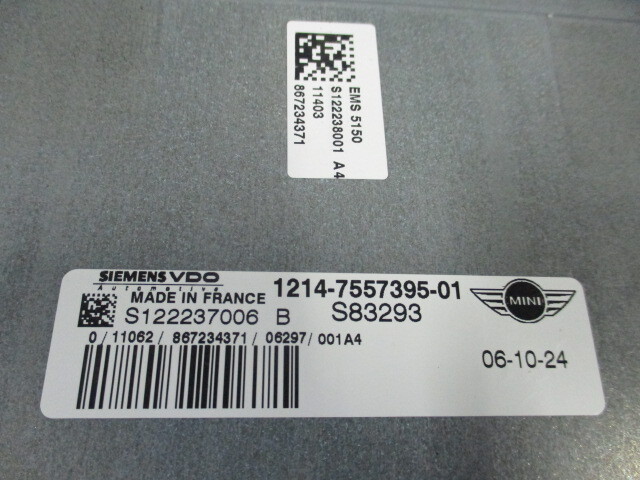 EMS 5150
S122238001 A4
11403
867234371
SIEMENS VDO
Automotive
1214-7557395-01
MINI
MADE IN FRANCE
S122237006 B
S83293
0/11062/867234371/06297/001A4
06-10-24